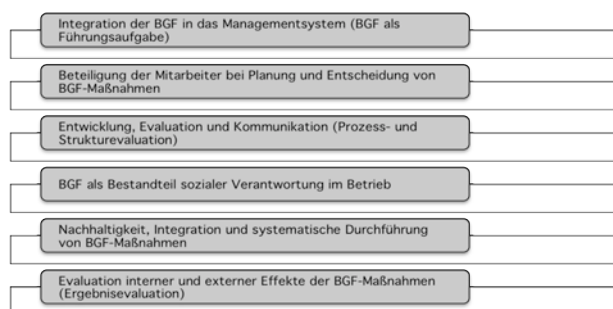 Integration der BGF in das Managementsystem (BGF als
Führungsaufgabe)
Beteiligung der Mitarbeiter bei Planung und Entscheidung von
BGF-Maßnahmen
Entwicklung, Evaluation und Kommunikation (Prozess- und
Strukturevaluation)
BGF als Bestandteil sozialer Verantwortung im Betrieb
Nachhaltigkeit, Integration und systematische Durchführung
von BGF-Maßnahmen
Evaluation interner und externer Effekte der BGF-Maßnahmen
(Ergebnisevaluation)